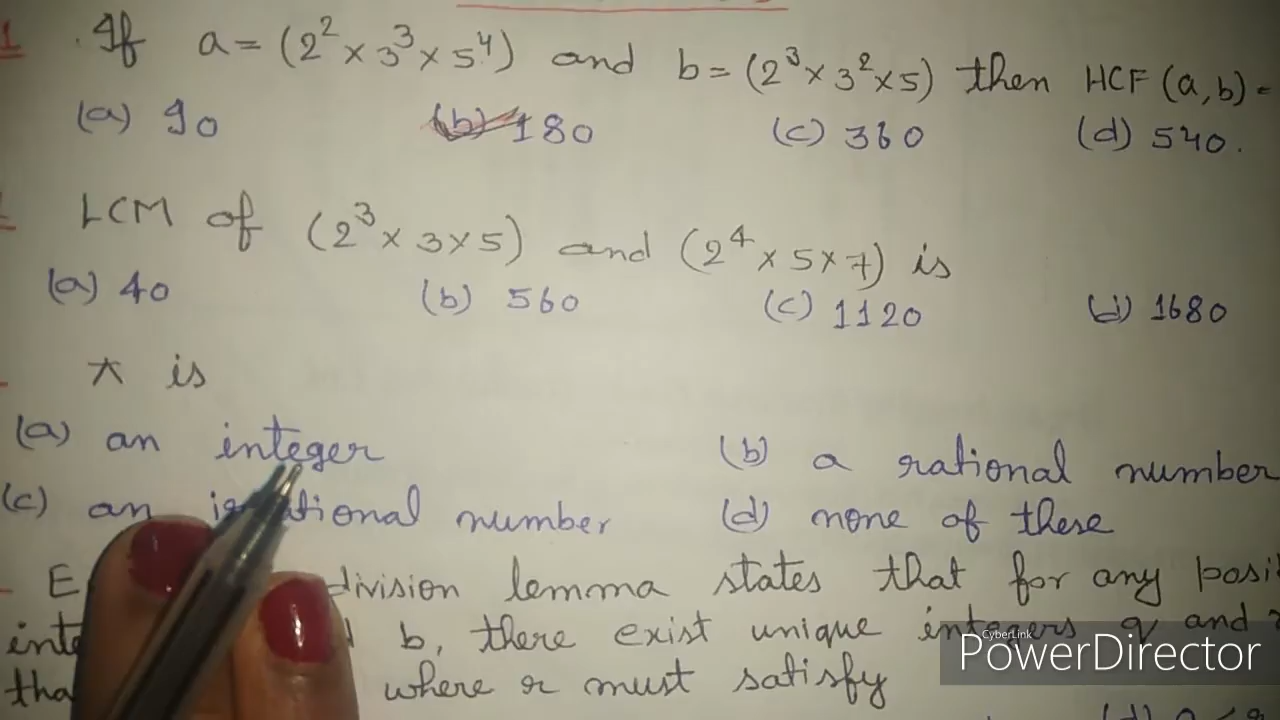 1 If a = (2² × 3³ × 5⁴) and b = (2³ × 3² × 5) then HCF (a, b) =
(a) 90 (b) 180 (c) 360 (d) 540.
LCM of (2³ × 3 × 5) and (2⁴ × 5 × 7) is
(a) 40 (b) 560 (c) 1120 (d) 1680
π is
(a) an integer (b) a rational number
(c) an irrational number (d) none of these
division lemma states that for any
b, there exist unique integers q and
where r must satisfy
CyberLink
PowerDirector